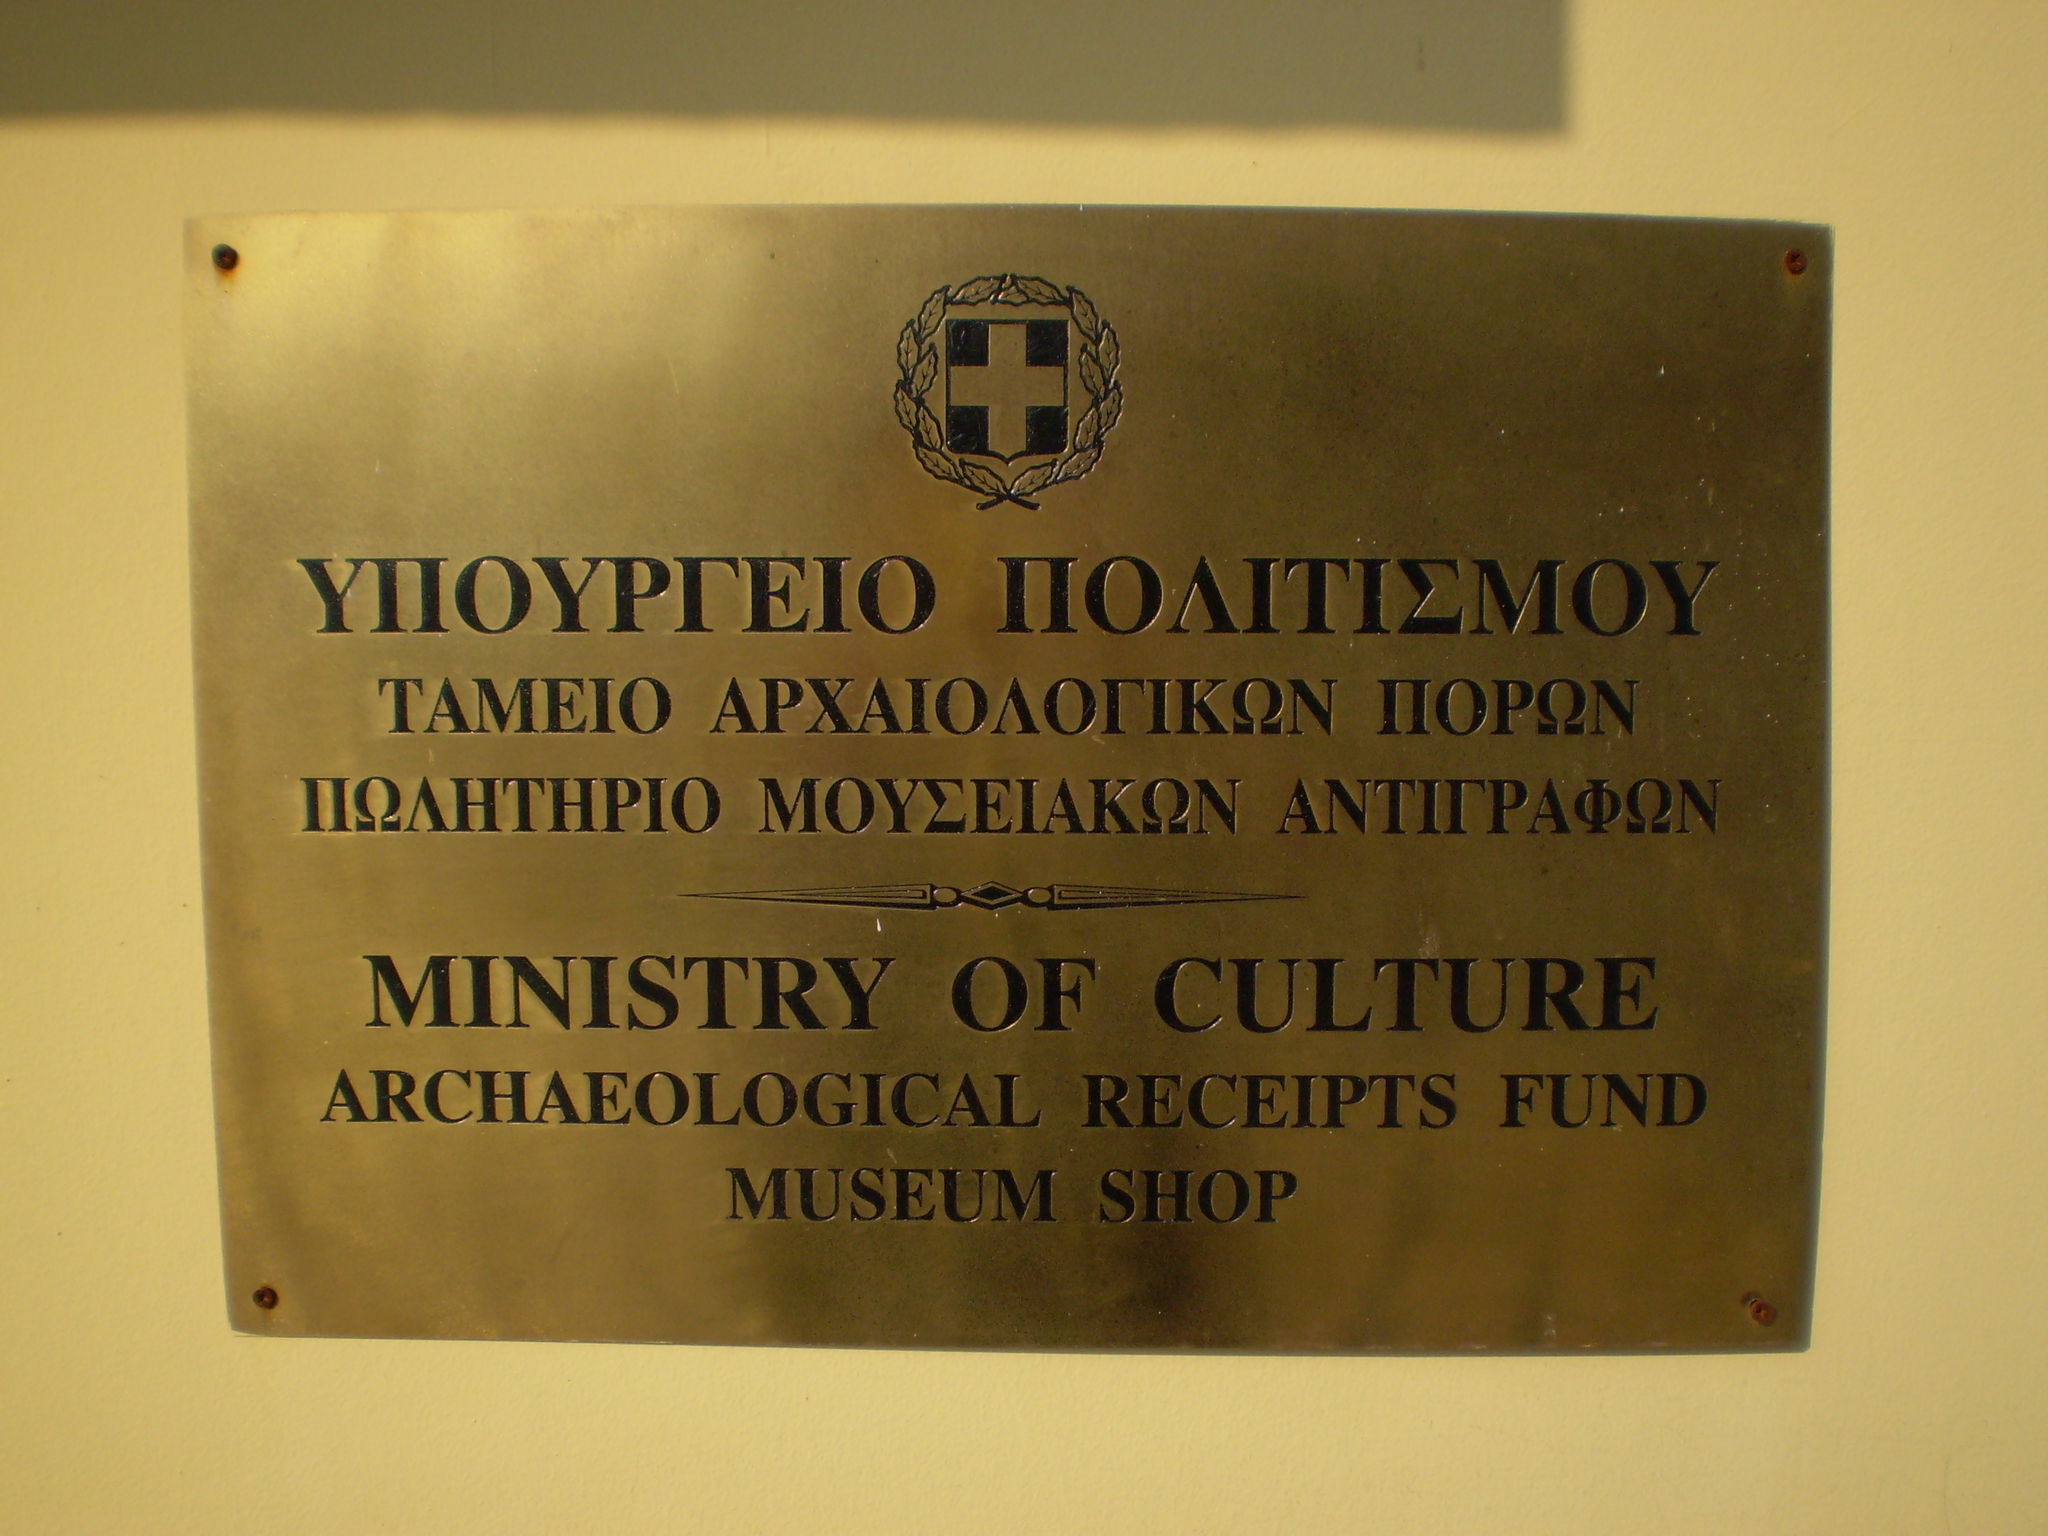 ΥΠΟΥΡΓΕΙΟ ΠΟΛΙΤΙΣΜΟΥ
ΤΑΜΕΙΟ ΑΡΧΑΙΟΛΟΓΙΚΩΝ ΠΟΡΩΝ
ΠΩΛΗΤΗΡΙΟ ΜΟΥΣΕΙΑΚΩΝ ΑΝΤΙΓΡΑΦΩΝ
MINISTRY OF CULTURE
ARCHAEOLOGICAL RECEIPTS FUND
MUSEUM SHOP